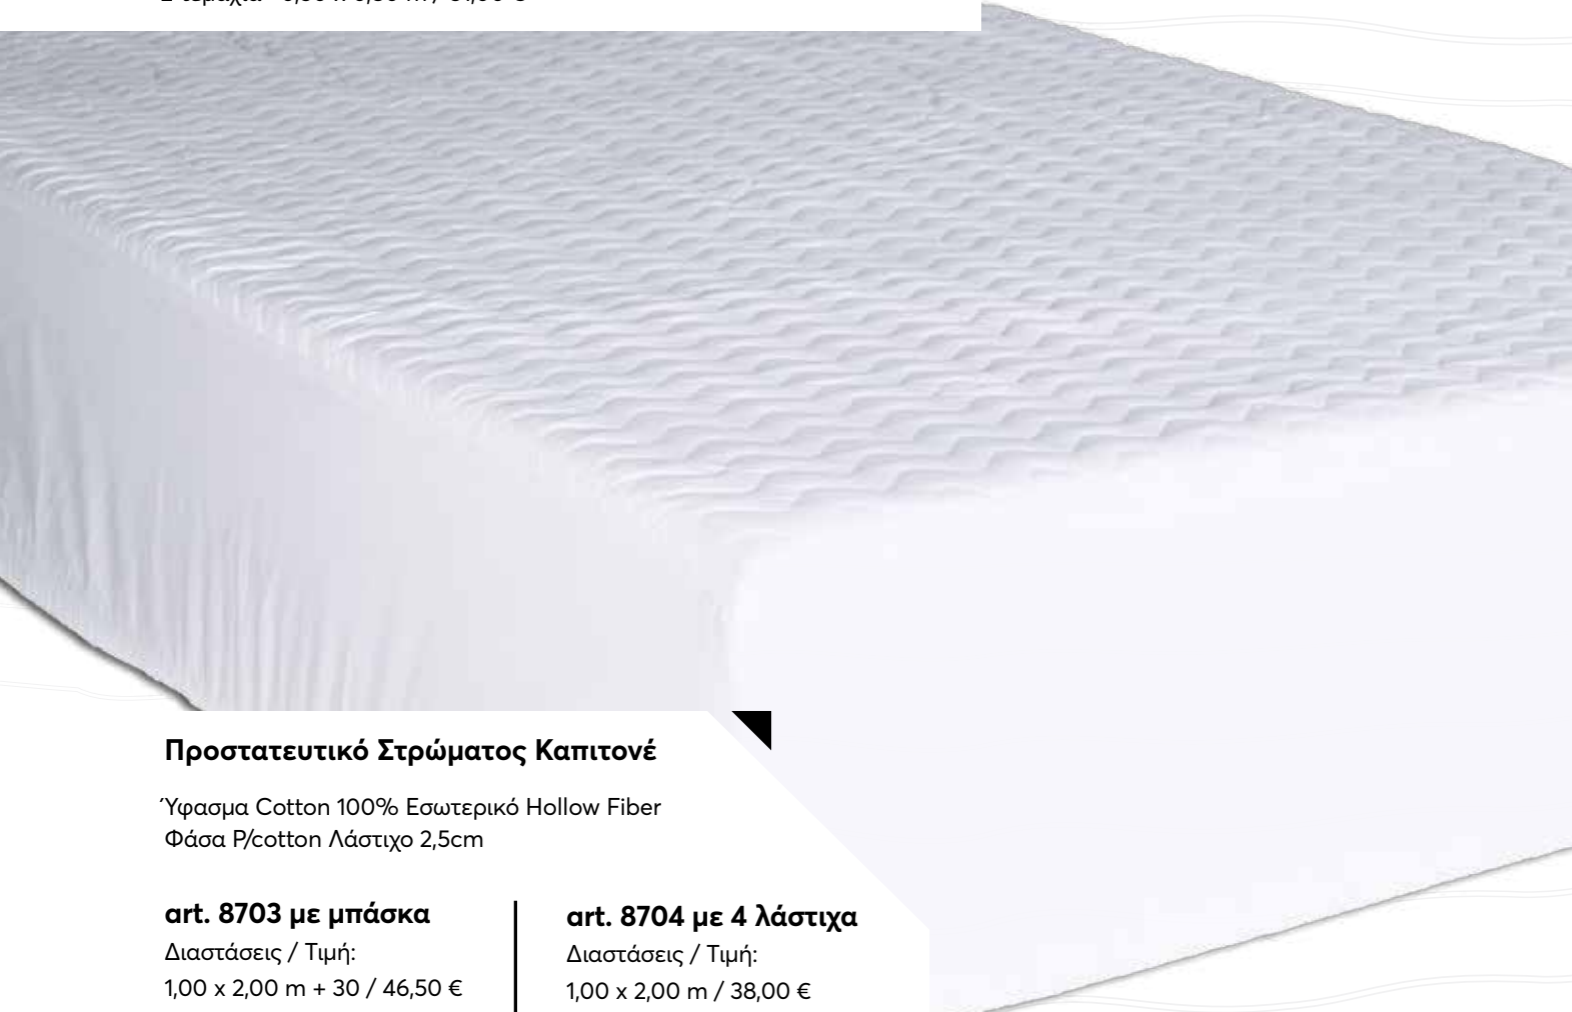 Προστατευτικό Στρώματος Καπιτονέ
Ύφασμα Cotton 100% Εσωτερικό Hollow Fiber
Φάσα P/cotton Λάστιχο 2,5cm
art. 8703 με μπάσκα
Διαστάσεις / Τιμή:
1,00 x 2,00 m + 30 / 46,50 €
art. 8704 με 4 λάστιχα
Διαστάσεις / Τιμή:
1,00 x 2,00 m / 38,00 €